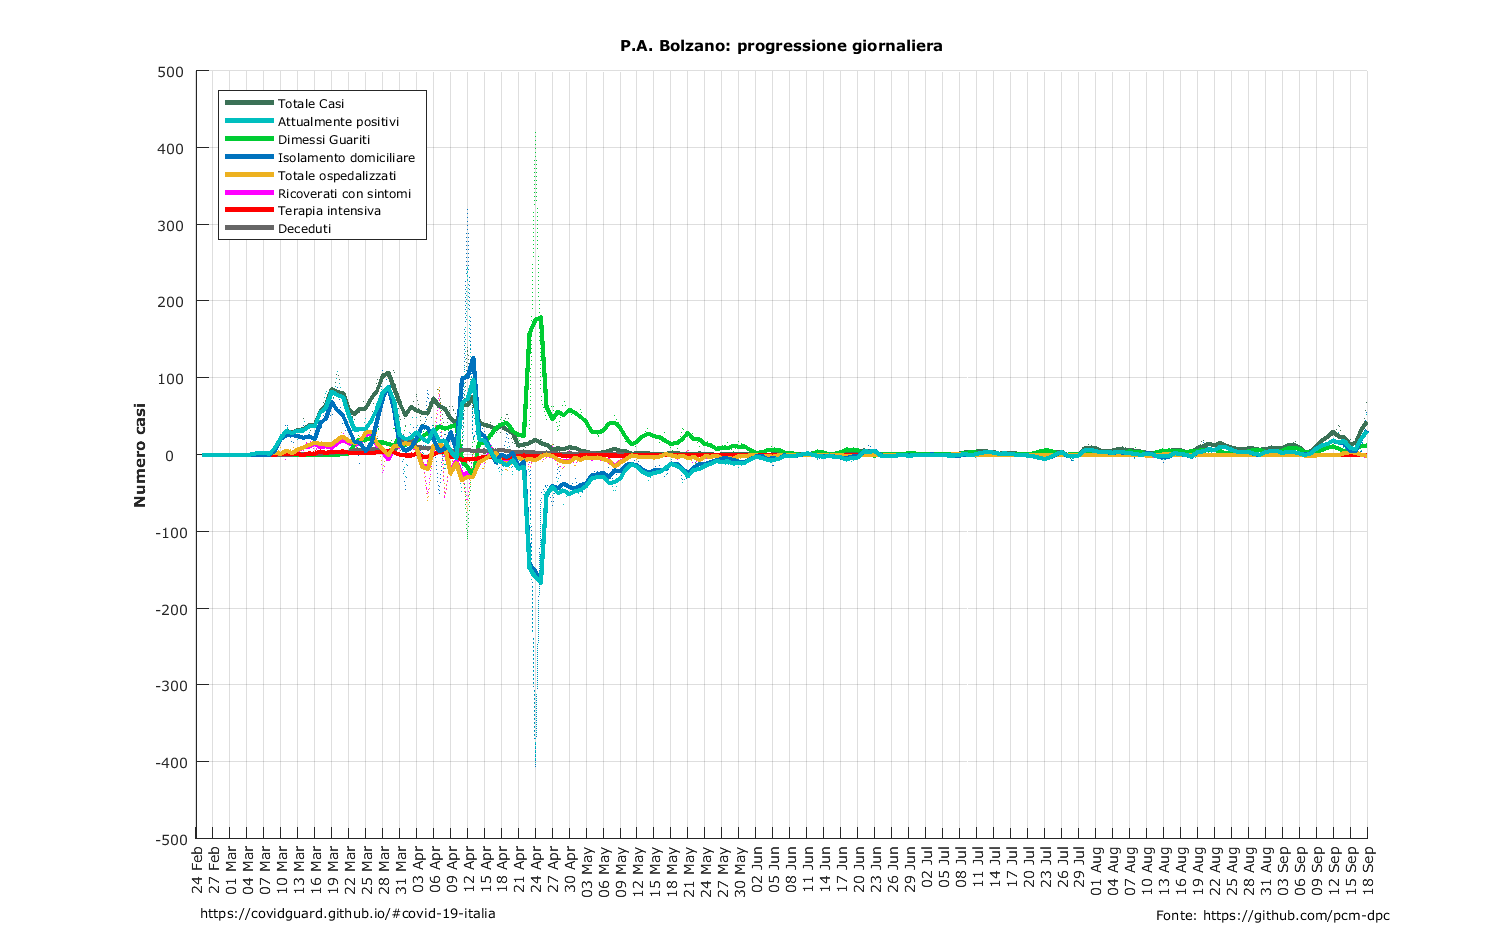 P.A. Bolzano: progressione giornaliera
500
400
300
200
100
0
-100
-200
-300
-400
-500
Numero casi
Totale Casi
Attualmente positivi
Dimessi Guariti
Isolamento domiciliare
Totale ospedalizzati
Ricoverati con sintomi
Terapia intensiva
Deceduti
24 Feb
27 Feb
01 Mar
04 Mar
07 Mar
10 Mar
13 Mar
16 Mar
19 Mar
22 Mar
25 Mar
28 Mar
31 Mar
03 Apr
06 Apr
09 Apr
12 Apr
15 Apr
18 Apr
21 Apr
24 Apr
27 Apr
30 Apr
03 May
06 May
09 May
12 May
15 May
18 May
21 May
24 May
27 May
30 May
02 Jun
05 Jun
08 Jun
11 Jun
14 Jun
17 Jun
20 Jun
23 Jun
26 Jun
29 Jun
02 Jul
05 Jul
08 Jul
11 Jul
14 Jul
17 Jul
20 Jul
23 Jul
26 Jul
29 Jul
01 Aug
04 Aug
07 Aug
10 Aug
13 Aug
16 Aug
19 Aug
22 Aug
25 Aug
28 Aug
31 Aug
03 Sep
06 Sep
09 Sep
12 Sep
15 Sep
18 Sep
https://covidguard.github.io/#covid-19-italia
Fonte: https://github.com/pcm-dpc